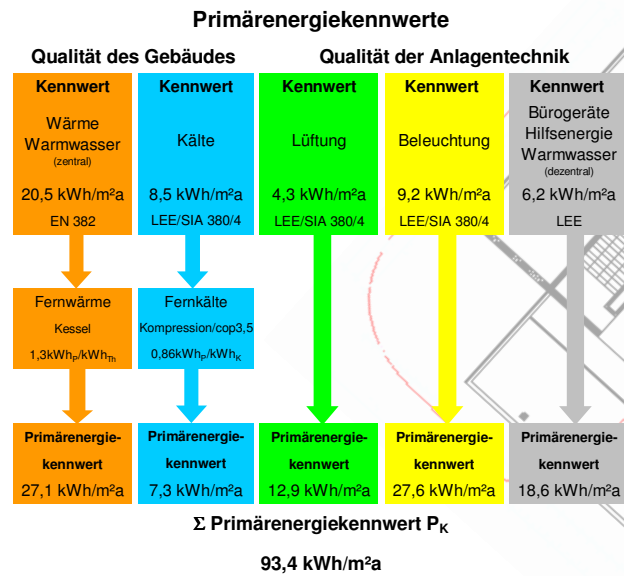 Primärenergiekennwerte
Qualität des Gebäudes
Qualität der Anlagentechnik
Kennwert
Wärme
Warmwasser
(zentral)
20,5 kWh/m²a
EN 382
Kennwert
Kälte
8,5 kWh/m²a
LEE/SIA 380/4
Kennwert
Lüftung
4,3 kWh/m²a
LEE/SIA 380/4
Kennwert
Beleuchtung
9,2 kWh/m²a
LEE/SIA 380/4
Kennwert
Bürogeräte
Hilfsenergie
Warmwasser
(dezentral)
6,2 kWh/m²a
LEE
Fernwärme
Kessel
1,3kWhP/kWhTh
Fernkälte
Kompression/cop3,5
0,86kWhP/kWhK
Primärenergie-
kennwert
27,1 kWh/m²a
Primärenergie-
kennwert
7,3 kWh/m²a
Primärenergie-
kennwert
12,9 kWh/m²a
Primärenergie-
kennwert
27,6 kWh/m²a
Primärenergie-
kennwert
18,6 kWh/m²a
Σ Primärenergiekennwert PK
93,4 kWh/m²a